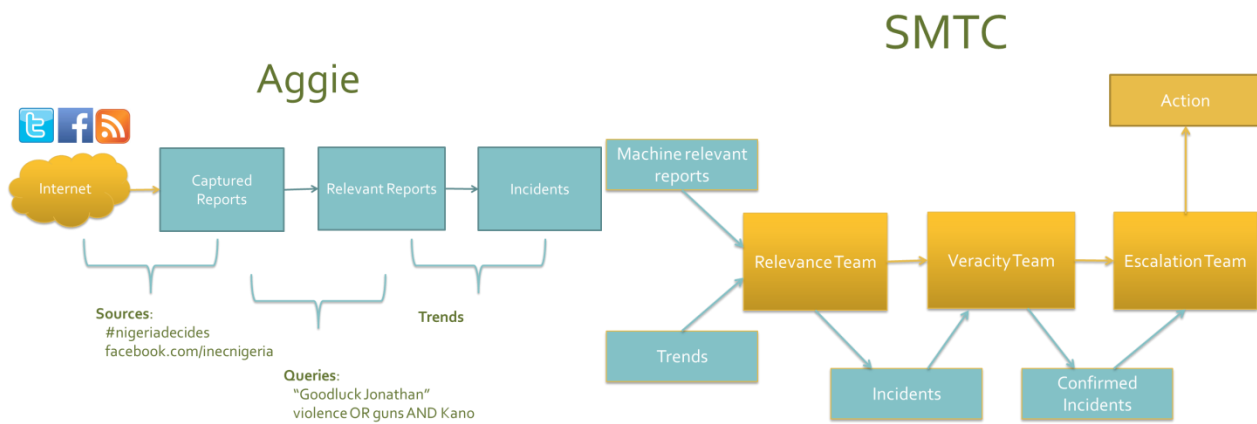 Aggie
Internet
Captured
Reports
Relevant Reports
Incidents
Sources:
#nigeriadecides
facebook.com/inecnigeria
Queries:
"Goodluck Jonathan"
violence OR guns AND Kano
Trends
SMTC
Machine relevant
reports
Trends
Relevance Team
Veracity Team
Escalation Team
Action
Incidents
Confirmed
Incidents